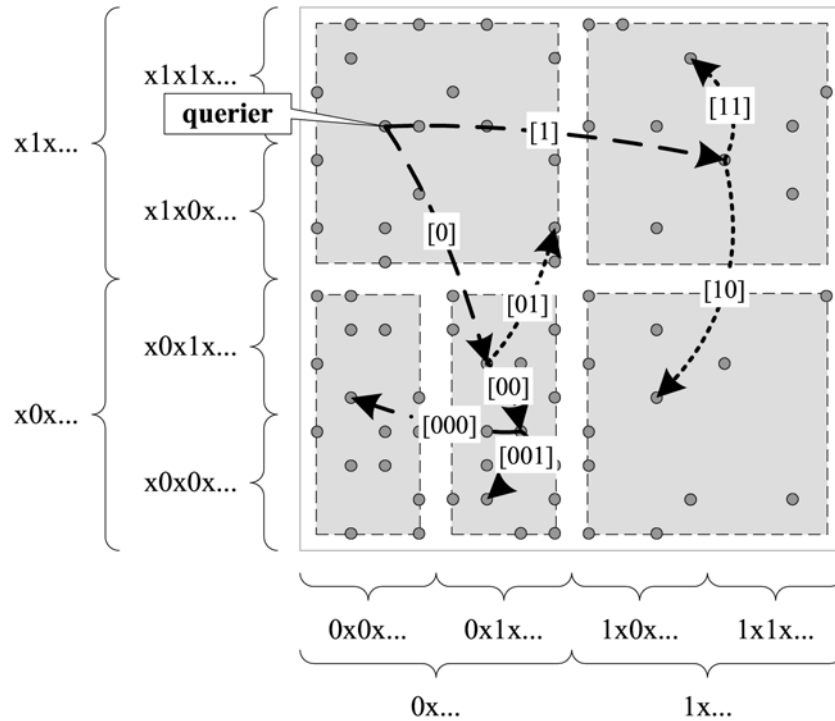 x1x1x...
querier
x1x...
x1x0x...
[1]
[11]
[0]
[01]
[10]
x0x1x...
x0x...
[00]
[000]
[001]
x0x0x...
0x0x...
0x1x...
1x0x...
1x1x...
0x...
1x...